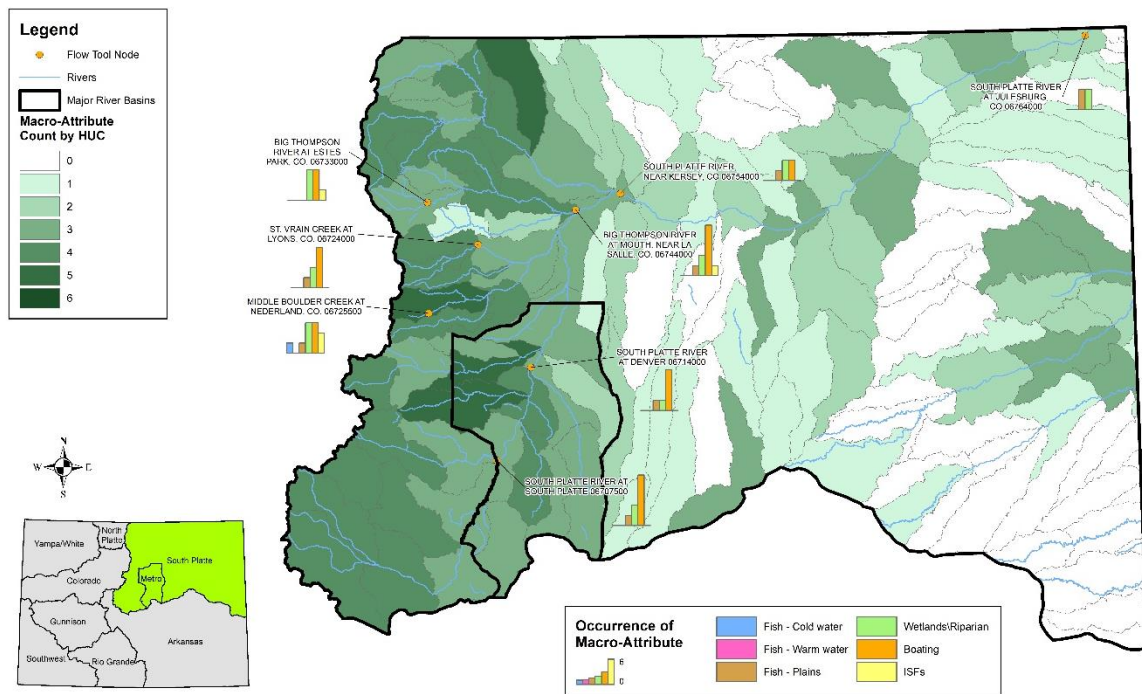 Legend
Flow Tool Node
Rivers
Major River Basins
Macro-Attribute
Count by HUC
0
1
2
3
4
5
6
BIG THOMPSON
RIVER AT ESTES
PARK, CO. 06733000
ST. VRAIN CREEK AT
LYONS, CO. 06724000
MIDDLE BOULDER CREEK AT
NEDERLAND, CO. 06725500
SOUTH PLATTE RIVER
AT JULESBURG
CO 06764000
SOUTH PLATTE RIVER
NEAR KERSEY, CO 06754000
BIG THOMPSON RIVER
AT MOUTH, NEAR LA
SALLE, CO. 06744000
SOUTH PLATTE RIVER
AT DENVER 06714000
SOUTH PLATTE RIVER AT
SOUTH PLATTE 06707500
N
W
E
S
Yampa/White
North
Platte
South Platte
Colorado
Metro
Gunnison
Arkansas
Southwest
Rio Grande
Occurrence of
Macro-Attribute
6
0
Fish - Cold water
Fish - Warm water
Fish - Plains
Wetlands\Riparian
Boating
ISFs